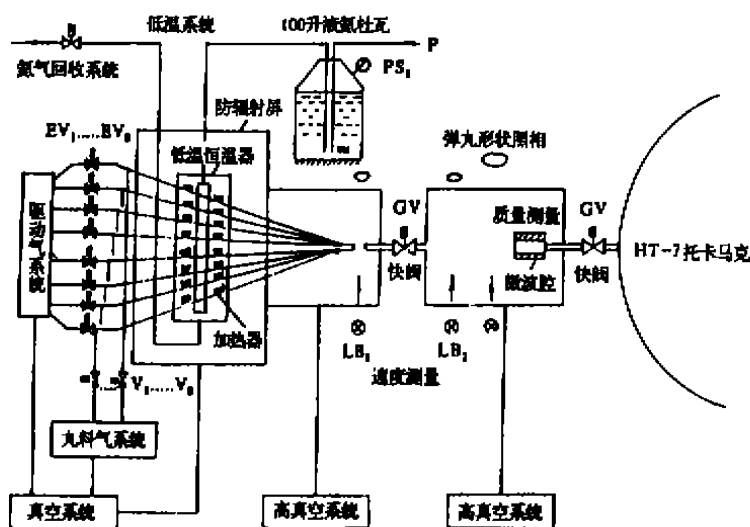 低温系统
100升液氦杜瓦
P
氦气回收系统
PS₁
防辐射屏
EV₁.....EV₈
弹丸形状照相
低温恒温器
GV
质量测量
GV
驱动气系统
HT-7托卡马克
快阀
微波腔
快阀
加热器
LB₁
LB₂
速度测量
V₁.....V₈
丸料气系统
真空系统
高真空系统
高真空系统